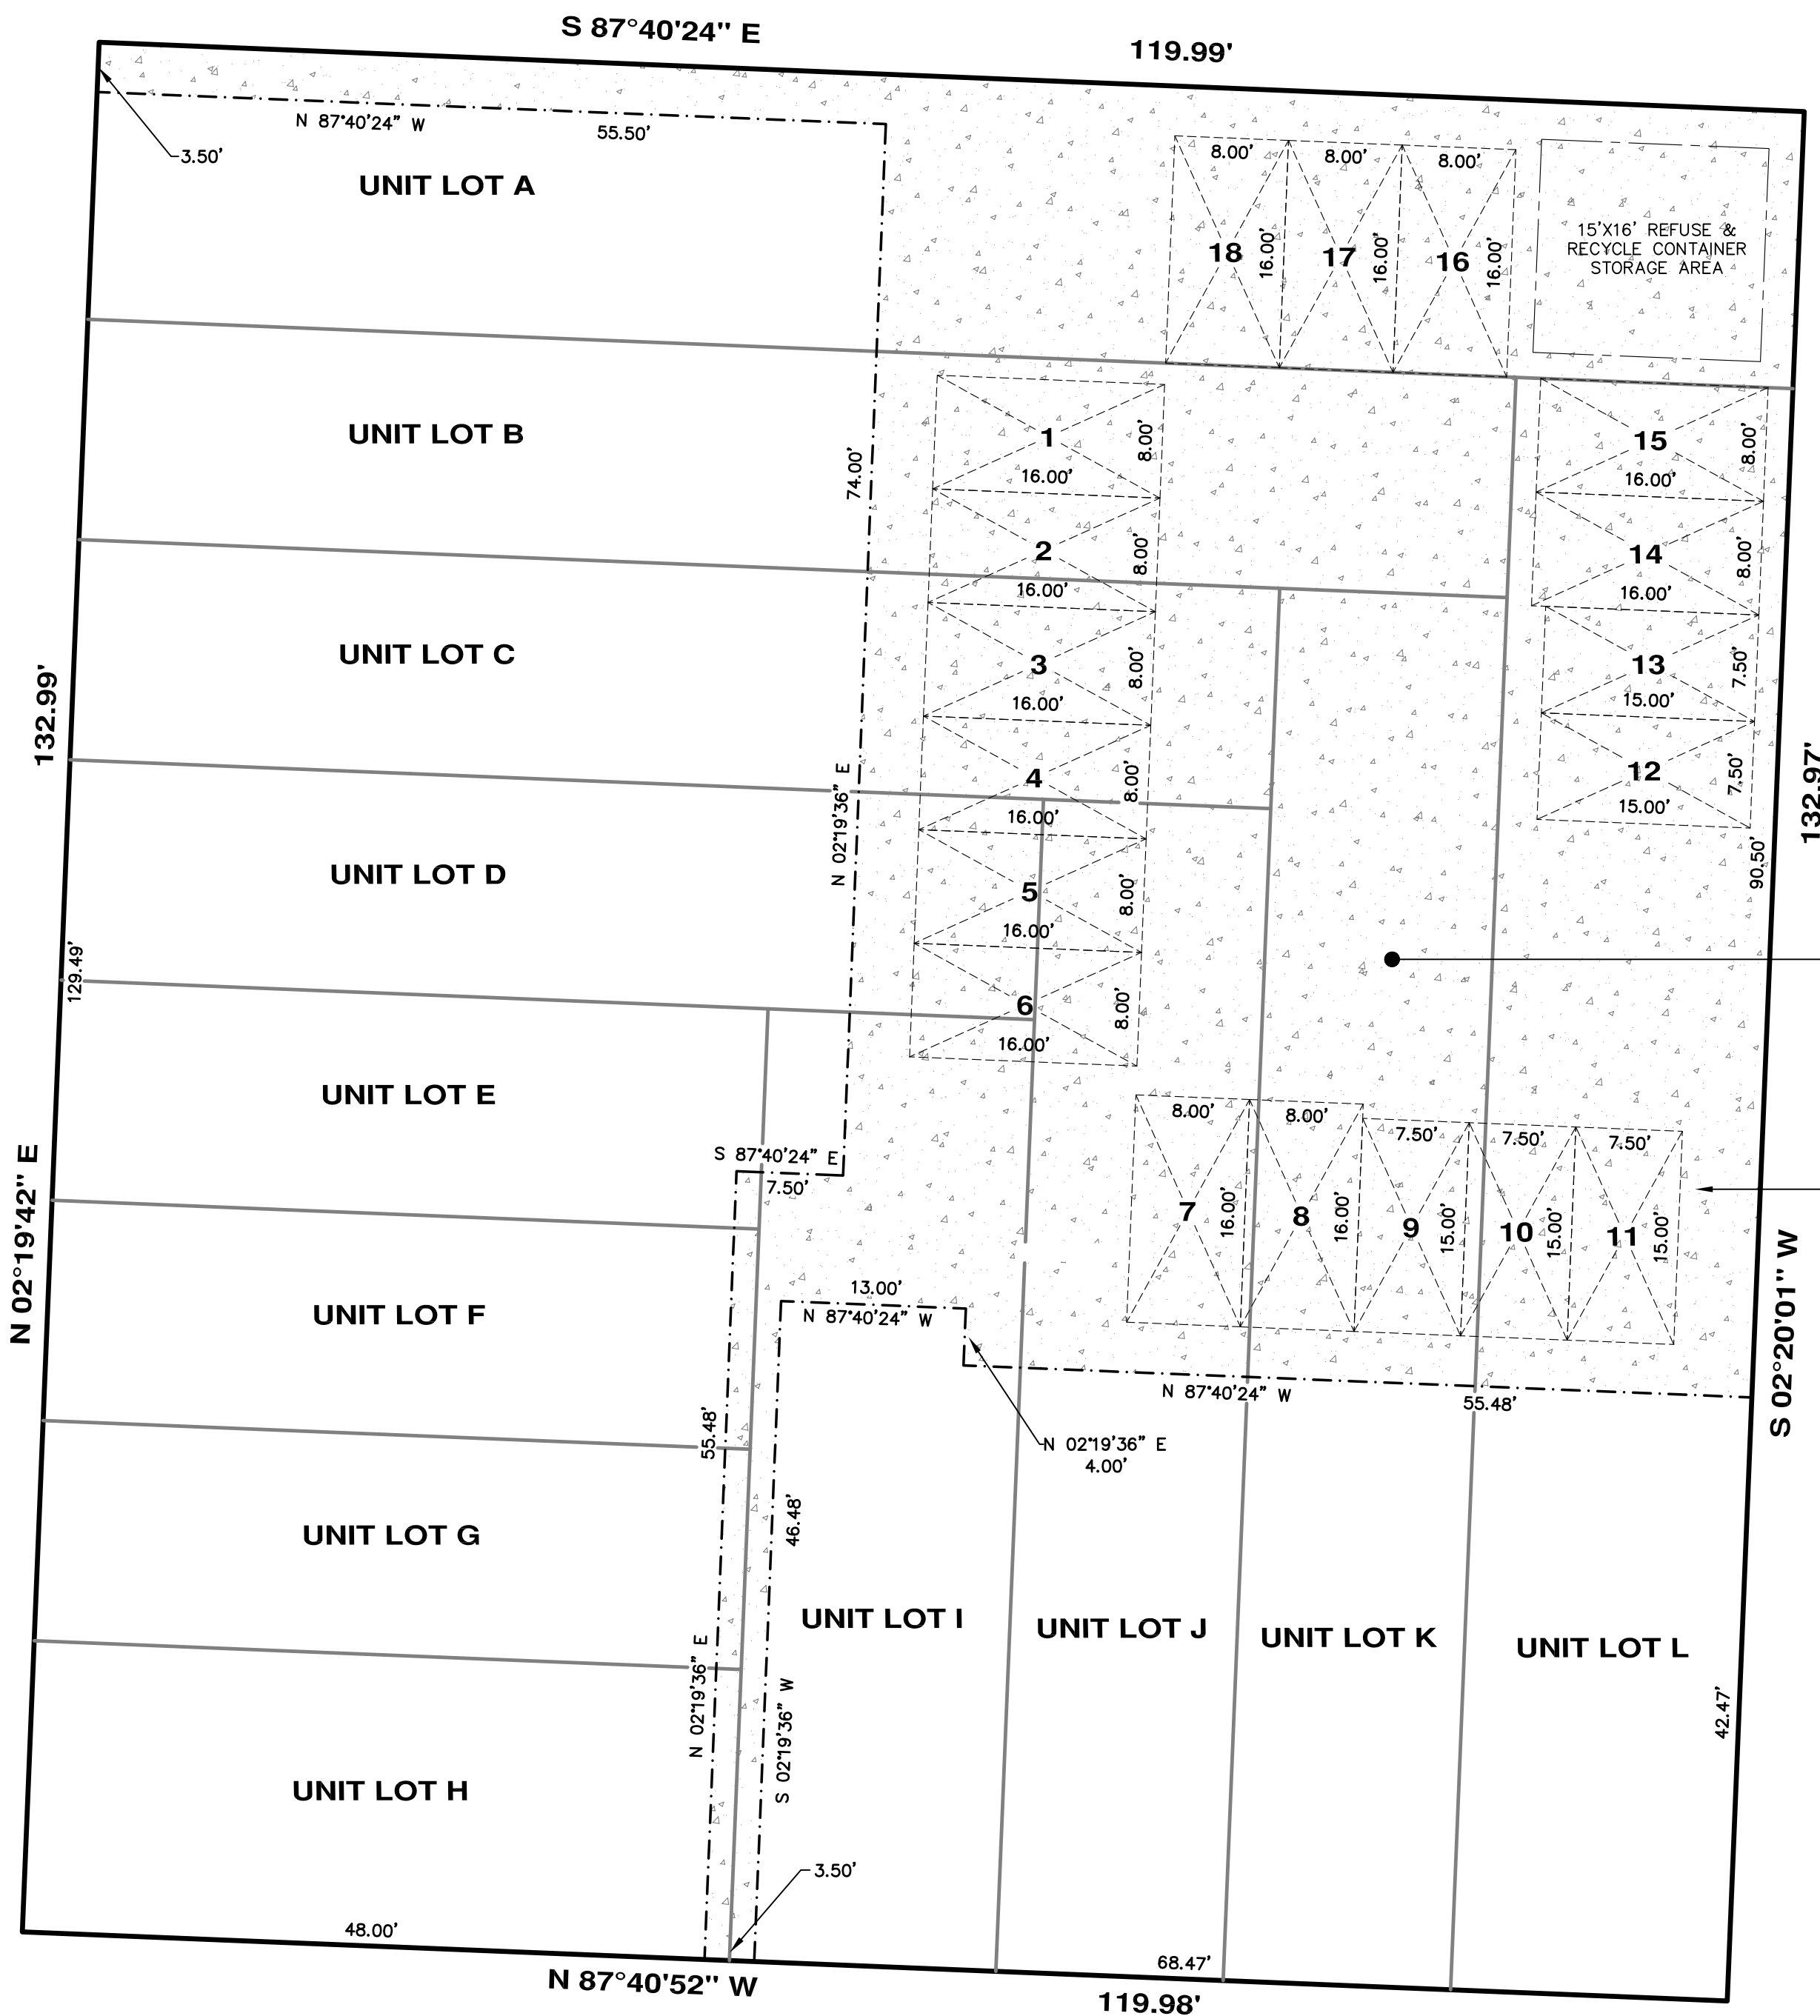 S 87°40'24" E
119.99'
N 87°40'24" W
55.50'
3.50'
UNIT LOT A
8.00'
8.00'
8.00'
18
16.00'
17
16.00'
16
16.00'
15'X16' REFUSE &
RECYCLE CONTAINER
STORAGE AREA
UNIT LOT B
74.00'
1
8.00'
16.00'
15
8.00'
16.00'
2
8.00'
16.00'
14
8.00'
16.00'
UNIT LOT C
132.99'
3
8.00'
16.00'
13
7.50'
15.00'
N 02°19'36" E
4
8.00'
16.00'
12
7.50'
15.00'
132.97'
90.50'
UNIT LOT D
5
8.00'
16.00'
129.49'
6
8.00'
16.00'
UNIT LOT E
S 87°40'24" E
7.50'
8.00'
8.00'
7.50'
7.50'
7.50'
7
16.00'
8
16.00'
9
15.00'
10
15.00'
11
15.00'
N 02°19'42" E
S 02°20'01" W
UNIT LOT F
13.00'
N 87°40'24" W
N 87°40'24" W
55.48'
N 02°19'36" E
4.00'
55.48'
46.48'
UNIT LOT G
UNIT LOT I
UNIT LOT J
UNIT LOT K
UNIT LOT L
N 02°19'36" E
S 02°19'36" W
42.47'
UNIT LOT H
3.50'
48.00'
68.47'
N 87°40'52" W
119.98'